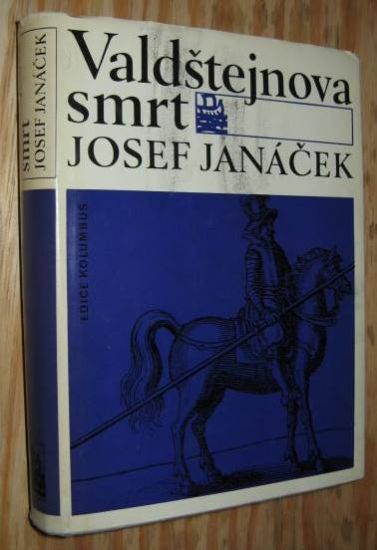 Valdštejnova
smrt
JOSEF JANÁČEK
EDICE KOLUMBUS
smrt
JOSEF JANÁČEK